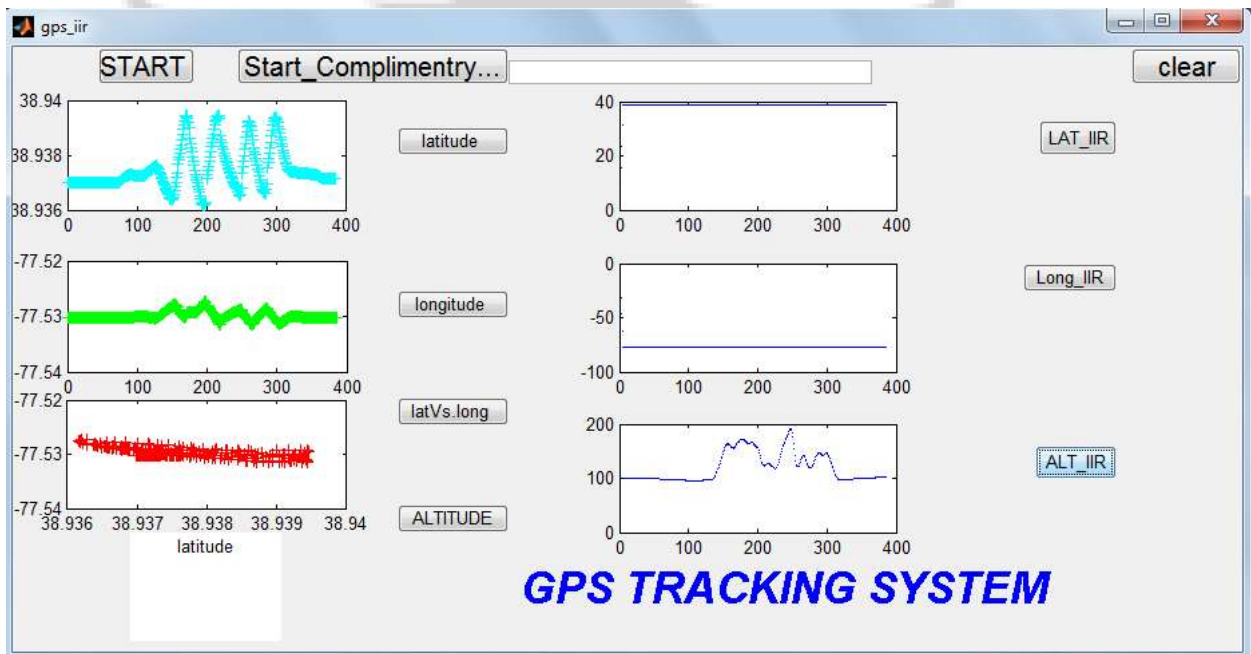 gps_iir
START Start_Complimentry... clear
38.94
38.938
38.936
0 100 200 300 400
latitude
40
20
0
0 100 200 300 400
LAT_IIR
-77.52
-77.53
-77.54
0 100 200 300 400
longitude
0
-50
-100
0 100 200 300 400
Long_IIR
-77.52
-77.53
-77.54
38.936 38.937 38.938 38.939 38.94
latitude
latVs.long
ALTITUDE
200
100
0
0 100 200 300 400
ALT_IIR
GPS TRACKING SYSTEM